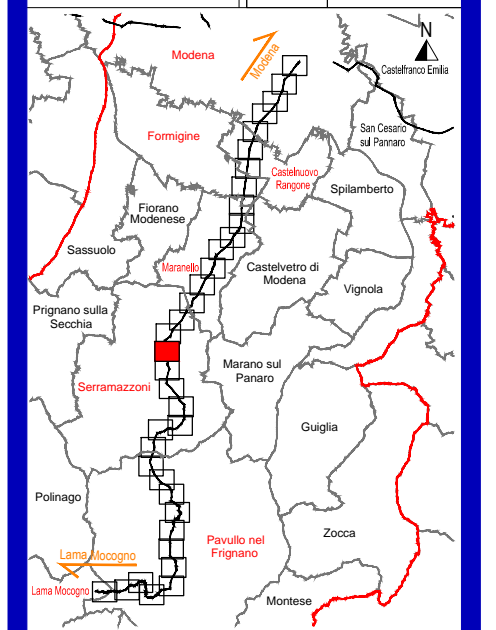 N
Modena
Modena
Castelfranco Emilia
San Cesario
sul Pannaro
Formigine
Castelnuovo
Rangone
Spilamberto
Fiorano
Modenese
Sassuolo
Maranello
Castelvetro di
Modena
Vignola
Prignano sulla
Secchia
Marano sul
Panaro
Serramazzoni
Guiglia
Polinago
Zocca
Pavullo nel
Frignano
Lama Mocogno
Lama Mocogno
Montese